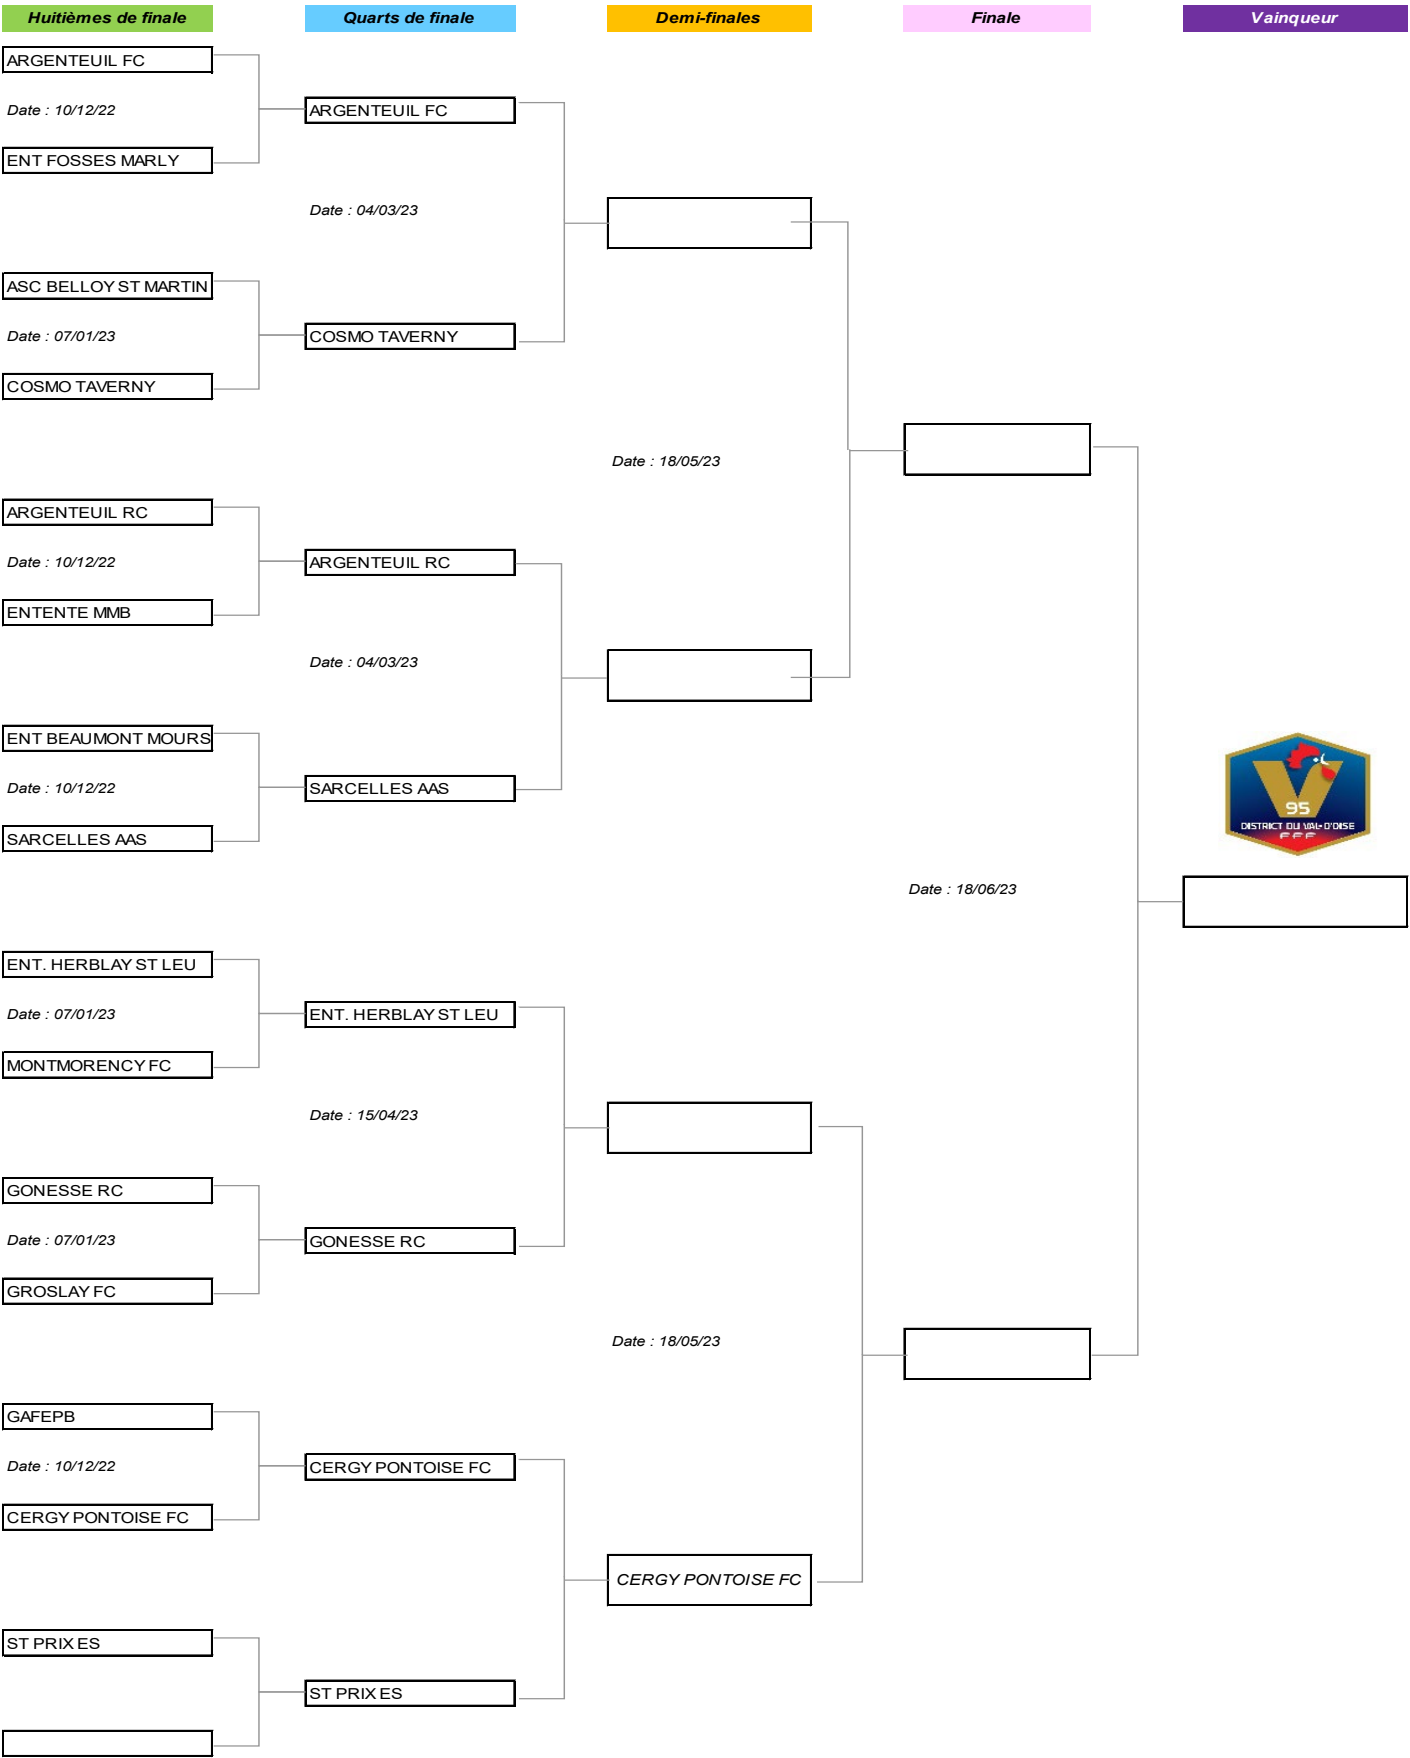 Huitièmes de finale
Quarts de finale
Demi-finales
Finale
Vainqueur
ARGENTEUIL FC
Date : 10/12/22
ARGENTEUIL FC
ENT FOSSES MARLY
Date : 04/03/23
ASC BELLOY ST MARTIN
Date : 07/01/23
COSMO TAVERNY
COSMO TAVERNY
Date : 18/05/23
ARGENTEUIL RC
Date : 10/12/22
ARGENTEUIL RC
ENTENTE MMB
Date : 04/03/23
ENT BEAUMONT MOURS
Date : 10/12/22
SARCELLES AAS
SARCELLES AAS
95
DISTRICT DU VAL-D'OISE
FFF
Date : 18/06/23
ENT. HERBLAY ST LEU
Date : 07/01/23
ENT. HERBLAY ST LEU
MONTMORENCY FC
Date : 15/04/23
GONESSE RC
Date : 07/01/23
GONESSE RC
GROSLAY FC
Date : 18/05/23
GAFEPB
Date : 10/12/22
CERGY PONTOISE FC
CERGY PONTOISE FC
CERGY PONTOISE FC
ST PRIX ES
ST PRIX ES